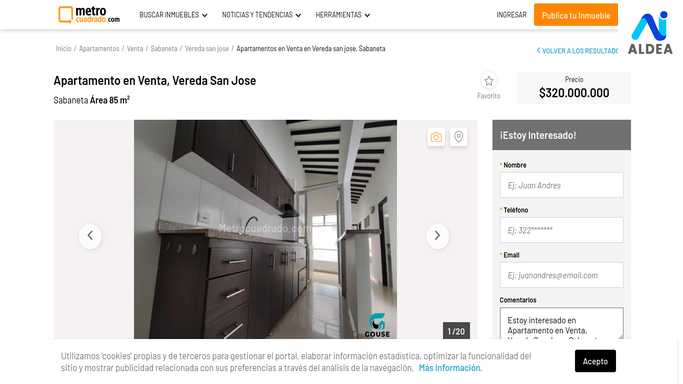 metro
cuadrado.com
BUSCAR INMUEBLES
NOTICIAS Y TENDENCIAS
HERRAMIENTAS
INGRESAR
Publica tu Inmueble
ALDEA
Inicio / Apartamentos / Venta / Sabaneta / Vereda san jose / Apartamentos en Venta en Vereda san jose, Sabaneta
VOLVER A LOS RESULTADO
Apartamento en Venta, Vereda San Jose
Sabaneta Área 85 m²
Favorito
Precio
$320.000.000
¡Estoy Interesado!
* Nombre
Ej: Juan Andres
* Teléfono
Ej: 322*******
* Email
Ej: juanandres@email.com
Comentarios
Estoy interesado en
Apartamento en Venta,
Metrocuadrado.com
GOUSE
1 / 20
Utilizamos 'cookies' propias y de terceros para gestionar el portal, elaborar información estadística, optimizar la funcionalidad del
sitio y mostrar publicidad relacionada con sus preferencias a través del análisis de la navegación. Más información.
Acepto